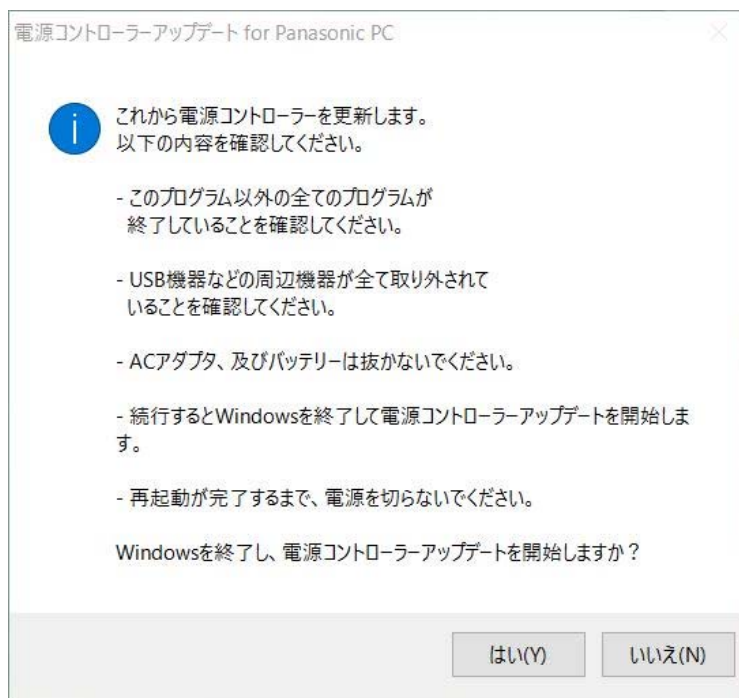 電源コントローラーアップデート for Panasonic PC
これから電源コントローラーを更新します。
以下の内容を確認してください。
- このプログラム以外の全てのプログラムが
終了していることを確認してください。
- USB機器などの周辺機器が全て取り外されて
いることを確認してください。
- ACアダプタ、及びバッテリーは抜かないでください。
- 続行するとWindowsを終了して電源コントローラーアップデートを開始しま
す。
- 再起動が完了するまで、電源を切らないでください。
Windowsを終了し、電源コントローラーアップデートを開始しますか？
はい(Y) いいえ(N)